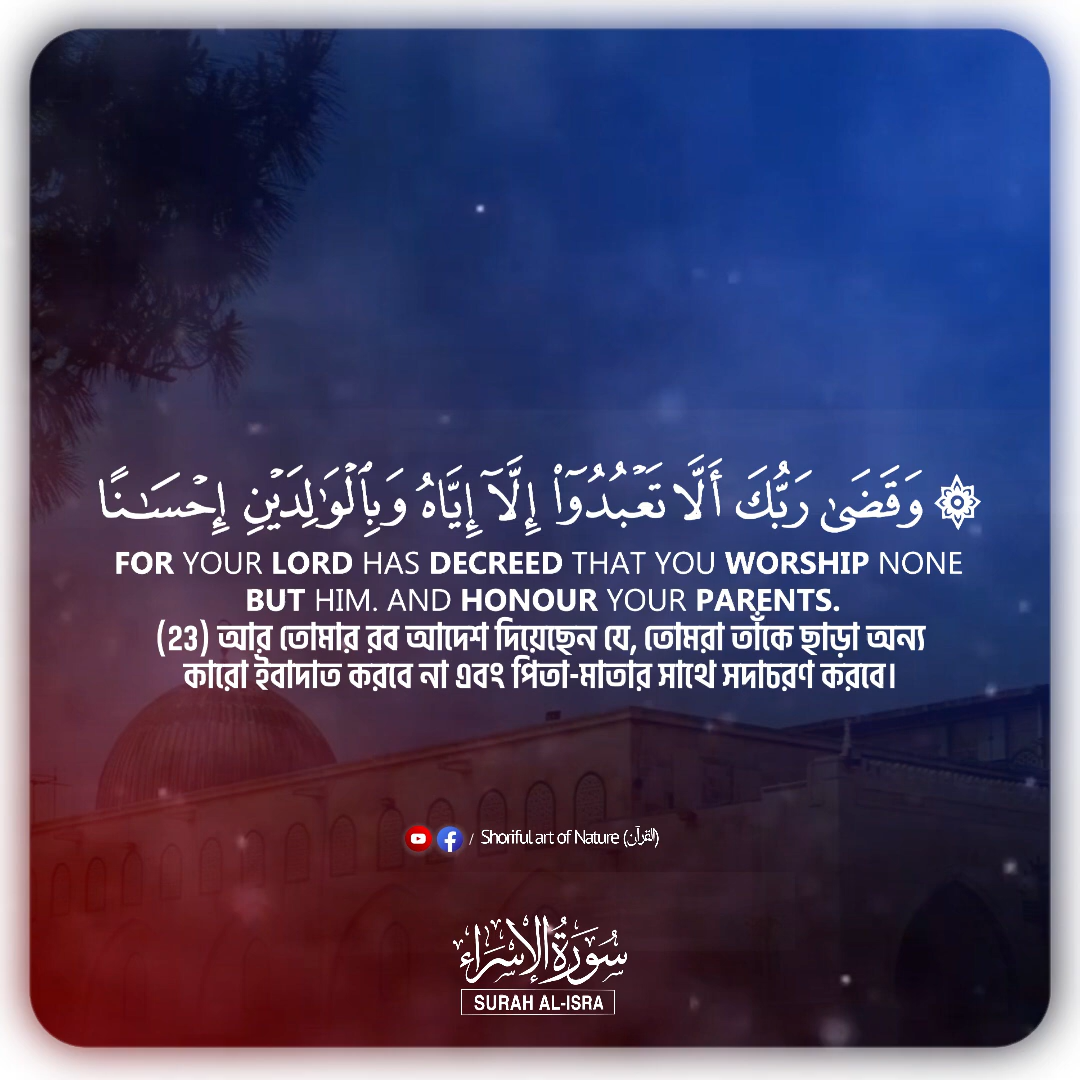 ۞ وَقَضَىٰ رَبُّكَ أَلَّا تَعۡبُدُوٓاْ إِلَّآ إِيَّاهُ وَبِٱلۡوَٰلِدَيۡنِ إِحۡسَٰنًا
FOR YOUR LORD HAS DECREED THAT YOU WORSHIP NONE
BUT HIM. AND HONOUR YOUR PARENTS.
(23) আর তোমার রব আদেশ দিয়েছেন যে, তোমরা তাঁকে ছাড়া অন্য
কারো ইবাদাত করবে না এবং পিতা-মাতার সাথে সদাচরণ করবে।
/ Shoriful art of Nature (القرآن)
سُورَةُ الإِسْرَاء
SURAH AL-ISRA